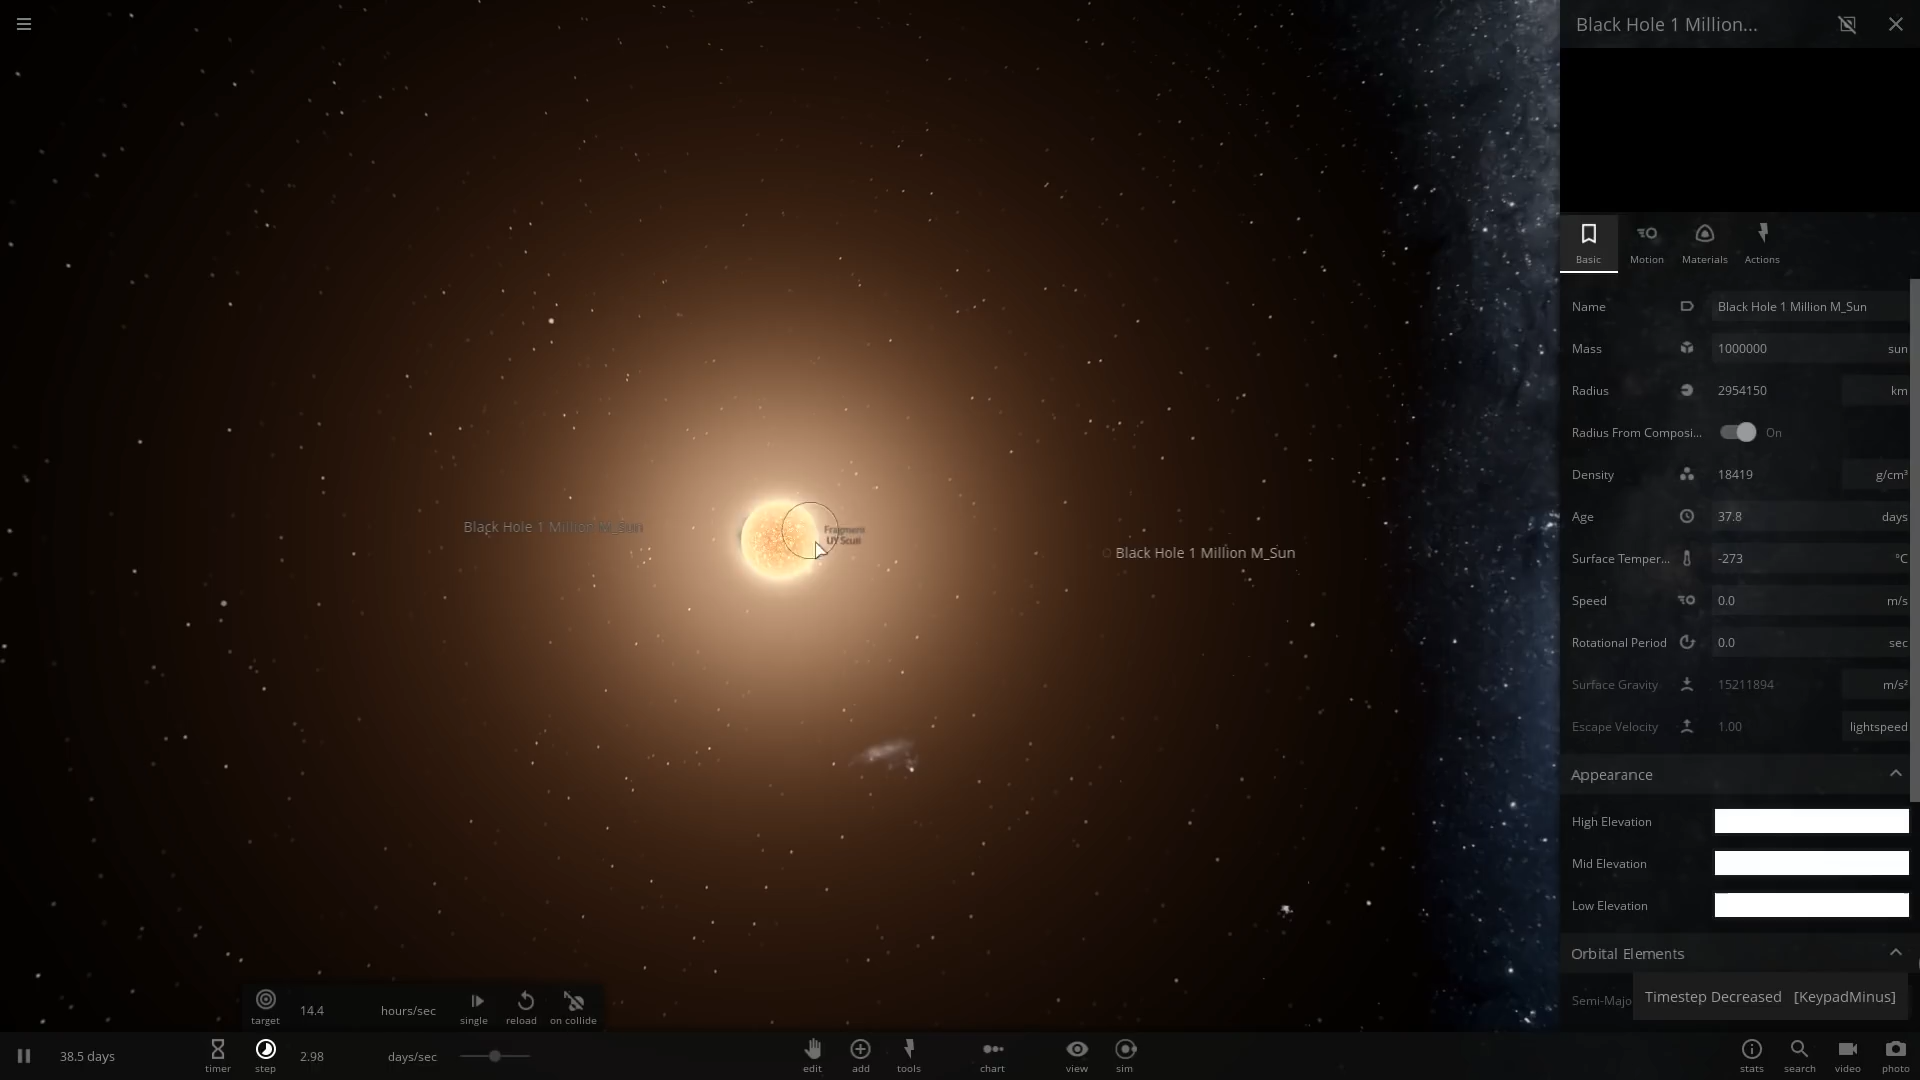 Black Hole 1 Million...
Basic
Motion
Materials
Actions
Name Black Hole 1 Million M_Sun
Mass 1000000 sun
Radius 2954150 km
Radius From Composi... On
Density 18419 g/cm³
Age 37.8 days
Surface Temper... -273 °C
Speed 0.0 m/s
Rotational Period 0.0 sec
Surface Gravity 15211894 m/s²
Escape Velocity 1.00 lightspeed
Appearance
High Elevation
Mid Elevation
Low Elevation
Orbital Elements
Semi-Majo
Timestep Decreased [KeypadMinus]
Black Hole 1 Million M_Sun
Fragment
UY Scuti
Black Hole 1 Million M_Sun
target
14.4 hours/sec
single
reload
on collide
38.5 days
timer
step
2.98 days/sec
edit
add
tools
chart
view
sim
stats
search
video
photo